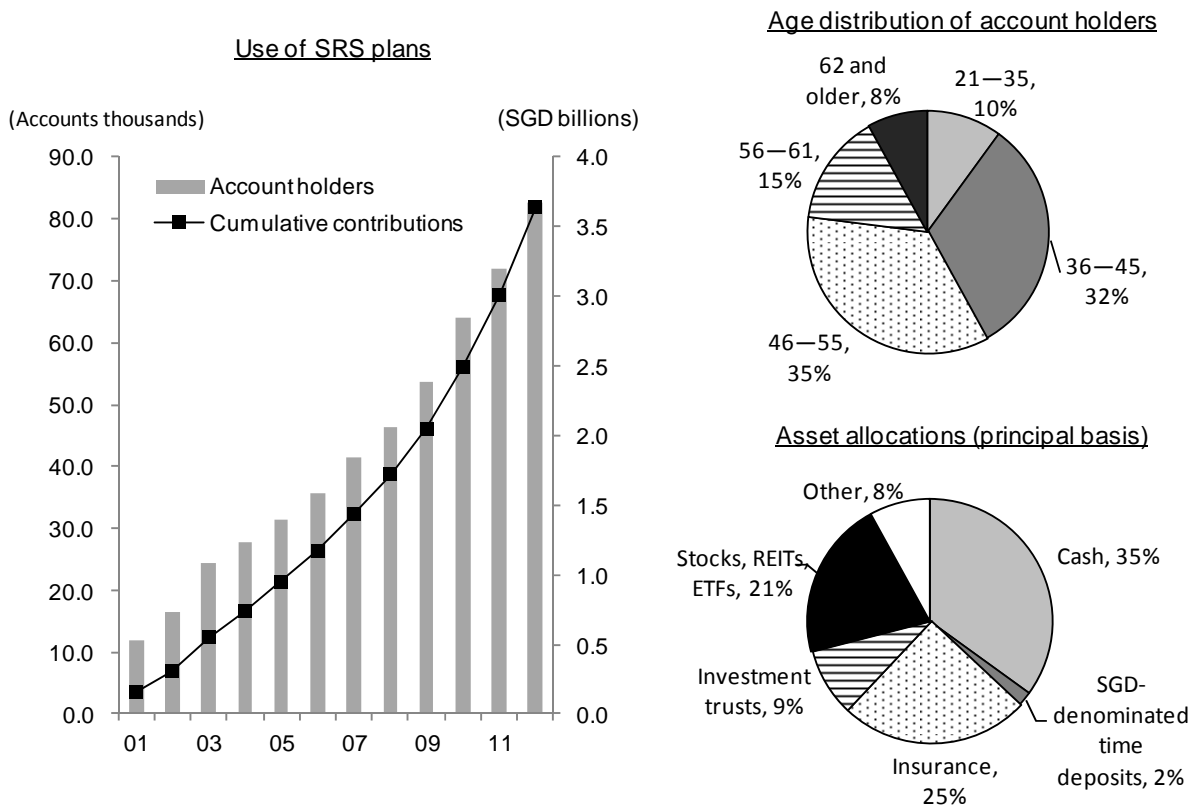 Use of SRS plans
(Accounts thousands)
(SGD billions)
90.0
80.0
70.0
60.0
50.0
40.0
30.0
20.0
10.0
0.0
Account holders
Cumulative contributions
4.0
3.5
3.0
2.5
2.0
1.5
1.0
0.5
0.0
01
03
05
07
09
11
Age distribution of account holders
62 and
older, 8%
21—35,
10%
56—61,
15%
36—45,
32%
46—55,
35%
Asset allocations (principal basis)
Other, 8%
Cash, 35%
Stocks, REITs,
ETFs, 21%
Investment
trusts, 9%
SGD-
denominated
time
deposits, 2%
Insurance,
25%